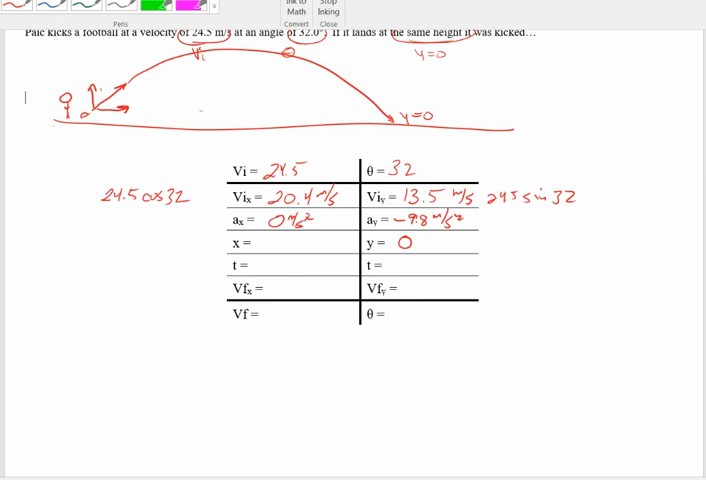 Ink to Stop
Math Inking
Pens Convert Close
kicks a football at a velocity of 24.5 m/s at an angle of 32.0°. If it lands at the same height it was kicked…
Vi θ y=0
y=0
Vi = 24.5 θ = 32
24.5 cos 32 Vix = 20.4 m/s Viy = 13.5 m/s 24.5 sin 32
ax = 0 m/s² ay = -9.8 m/s²
x = y = 0
t = t =
Vfx = Vfy =
Vf = θ =